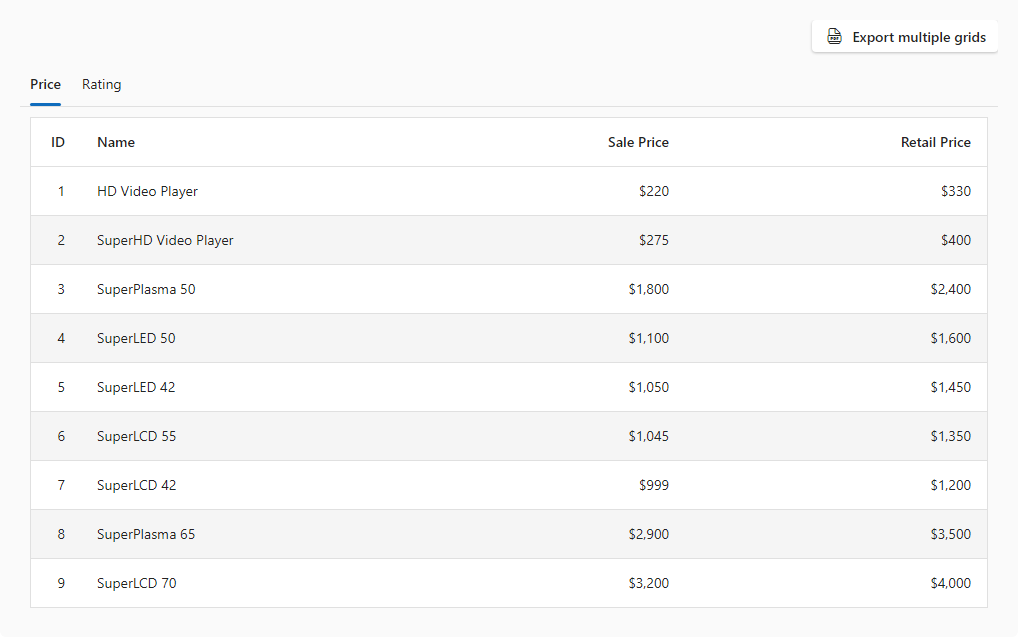 Export multiple grids
Price Rating
ID Name Sale Price Retail Price
1 HD Video Player $220 $330
2 SuperHD Video Player $275 $400
3 SuperPlasma 50 $1,800 $2,400
4 SuperLED 50 $1,100 $1,600
5 SuperLED 42 $1,050 $1,450
6 SuperLCD 55 $1,045 $1,350
7 SuperLCD 42 $999 $1,200
8 SuperPlasma 65 $2,900 $3,500
9 SuperLCD 70 $3,200 $4,000